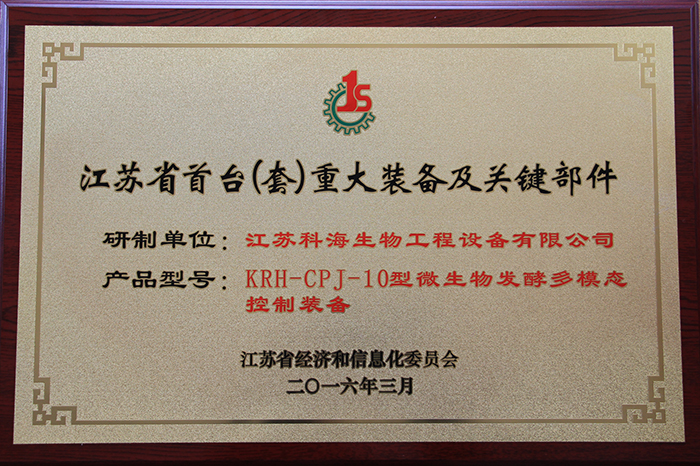 1S
江苏省首台(套)重大装备及关键部件
研制单位：江苏科海生物工程设备有限公司
产品型号：KRH-CPJ-10型微生物发酵多模态
控制装备
江苏省经济和信息化委员会
二〇一六年三月